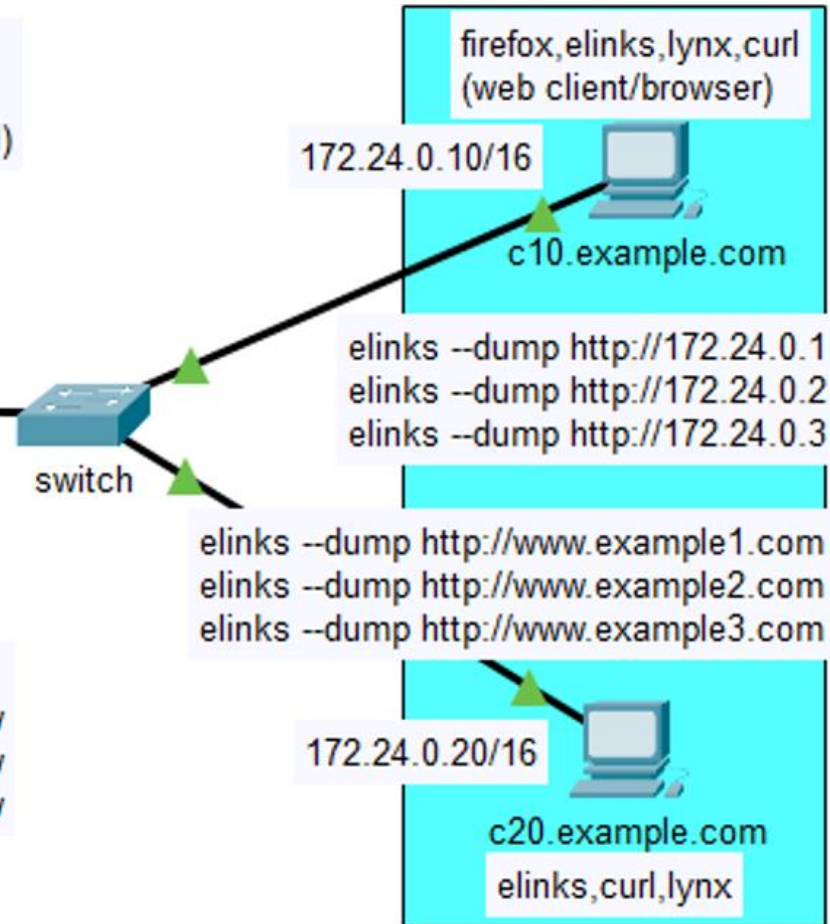 firefox,elinks,lynx,curl
(web client/browser)
)
172.24.0.10/16
c10.example.com
elinks --dump http://172.24.0.1
elinks --dump http://172.24.0.2
elinks --dump http://172.24.0.3
switch
elinks --dump http://www.example1.com
elinks --dump http://www.example2.com
elinks --dump http://www.example3.com
172.24.0.20/16
c20.example.com
elinks,curl,lynx